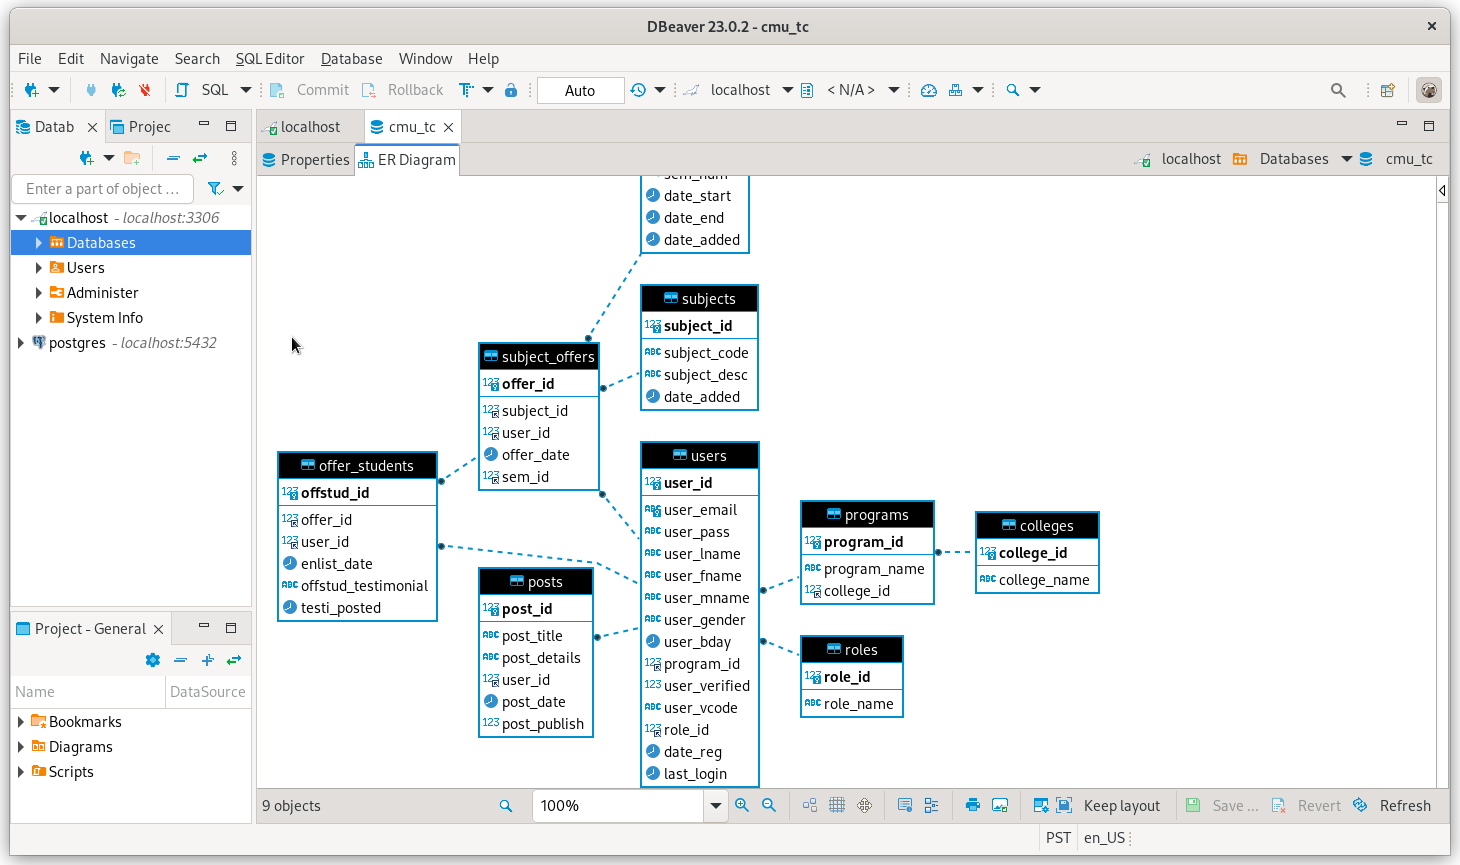 DBeaver 23.0.2 - cmu_tc
File Edit Navigate Search SQL Editor Database Window Help
SQL Commit Rollback Auto localhost < N/A >
Datab Projec
localhost cmu_tc
Properties ER Diagram localhost Databases cmu_tc
Enter a part of object ...
localhost - localhost:3306
Databases
Users
Administer
System Info
postgres - localhost:5432
Project - General
Name DataSource
Bookmarks
Diagrams
Scripts
sem_num
date_start
date_end
date_added
subjects
subject_id
subject_code
subject_desc
date_added
subject_offers
offer_id
subject_id
user_id
offer_date
sem_id
offer_students
offstud_id
offer_id
user_id
enlist_date
offstud_testimonial
testi_posted
posts
post_id
post_title
post_details
user_id
post_date
post_publish
users
user_id
user_email
user_pass
user_lname
user_fname
user_mname
user_gender
user_bday
program_id
user_verified
user_vcode
role_id
date_reg
last_login
programs
program_id
program_name
college_id
colleges
college_id
college_name
roles
role_id
role_name
9 objects 100% Keep layout Save ... Revert Refresh
PST en_US